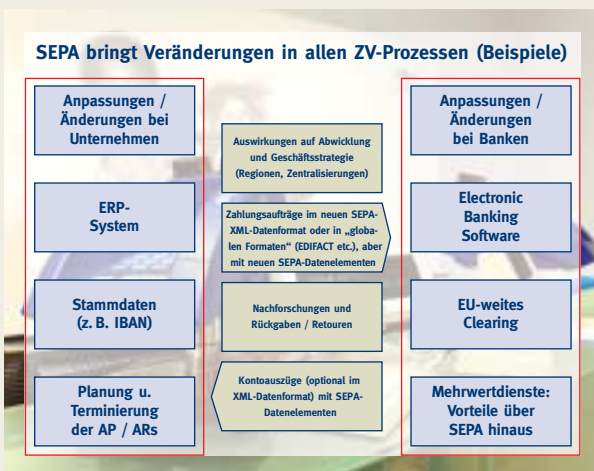 SEPA bringt Veränderungen in allen ZV-Prozessen (Beispiele)
Anpassungen /
Änderungen bei
Unternehmen
ERP-
System
Stammdaten
(z. B. IBAN)
Planung u.
Terminierung
der AP / ARs
Auswirkungen auf Abwicklung
und Geschäftsstrategie
(Regionen, Zentralisierungen)
Zahlungsaufträge im neuen SEPA-
XML-Datenformat oder in „globa-
len Formaten“ (EDIFACT etc.), aber
mit neuen SEPA-Datenelementen
Nachforschungen und
Rückgaben / Retouren
Kontoauszüge (optional im
XML-Datenformat) mit SEPA-
Datenelementen
Anpassungen /
Änderungen
bei Banken
Electronic
Banking
Software
EU-weites
Clearing
Mehrwertdienste:
Vorteile über
SEPA hinaus